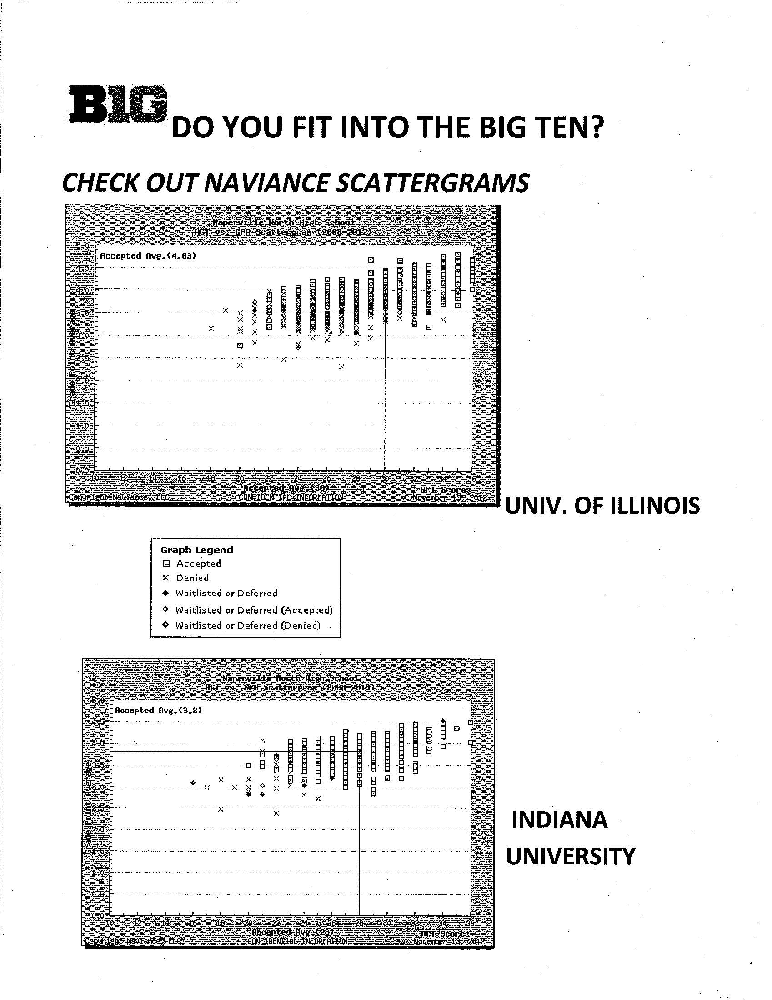 B1G
DO YOU FIT INTO THE BIG TEN?
CHECK OUT NAVIANCE SCATTERGRAMS
Naperville North High School
ACT vs. GPA Scattergram (2008-2012)
Accepted Avg.(4.03)
5.0
4.5
4.0
3.5
3.0
2.5
2.0
1.5
1.0
0.5
0.0
Grade Point Average
10 12 14 16 18 20 22 24 26 28 30 32 34 36
Accepted Avg.(30)
ACT Scores
Copyright Naviance, LLC
CONFIDENTIAL INFORMATION
November 13, 2012
UNIV. OF ILLINOIS
Graph Legend
Accepted
Denied
Waitlisted or Deferred
Waitlisted or Deferred (Accepted)
Waitlisted or Deferred (Denied)
Naperville North High School
ACT vs. GPA Scattergram (2008-2013)
Accepted Avg.(3.8)
5.0
4.5
4.0
3.5
3.0
2.5
2.0
1.5
1.0
0.5
0.0
Grade Point Average
10 12 14 16 18 20 22 24 26 28 30 32 34 36
Accepted Avg.(28)
ACT Scores
Copyright Naviance, LLC
CONFIDENTIAL INFORMATION
November 13, 2012
INDIANA
UNIVERSITY